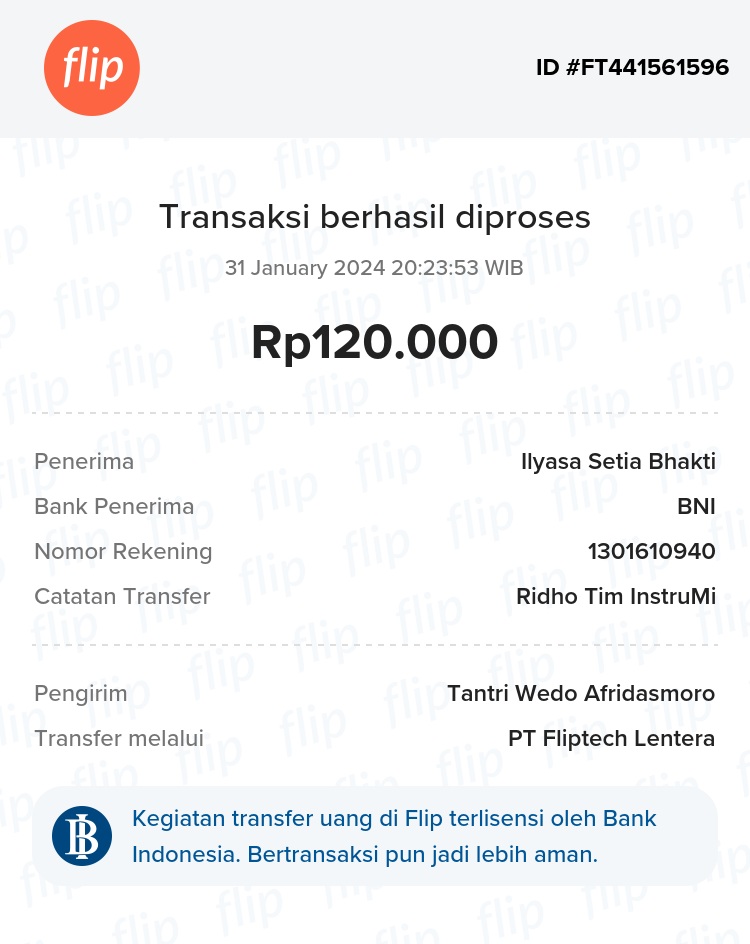 flip
ID #FT441561596
Transaksi berhasil diproses
31 January 2024 20:23:53 WIB
Rp120.000
Penerima Ilyasa Setia Bhakti
Bank Penerima BNI
Nomor Rekening 1301610940
Catatan Transfer Ridho Tim InstruMi
Pengirim Tantri Wedo Afridasmoro
Transfer melalui PT Fliptech Lentera
Kegiatan transfer uang di Flip terlisensi oleh Bank
Indonesia. Bertransaksi pun jadi lebih aman.